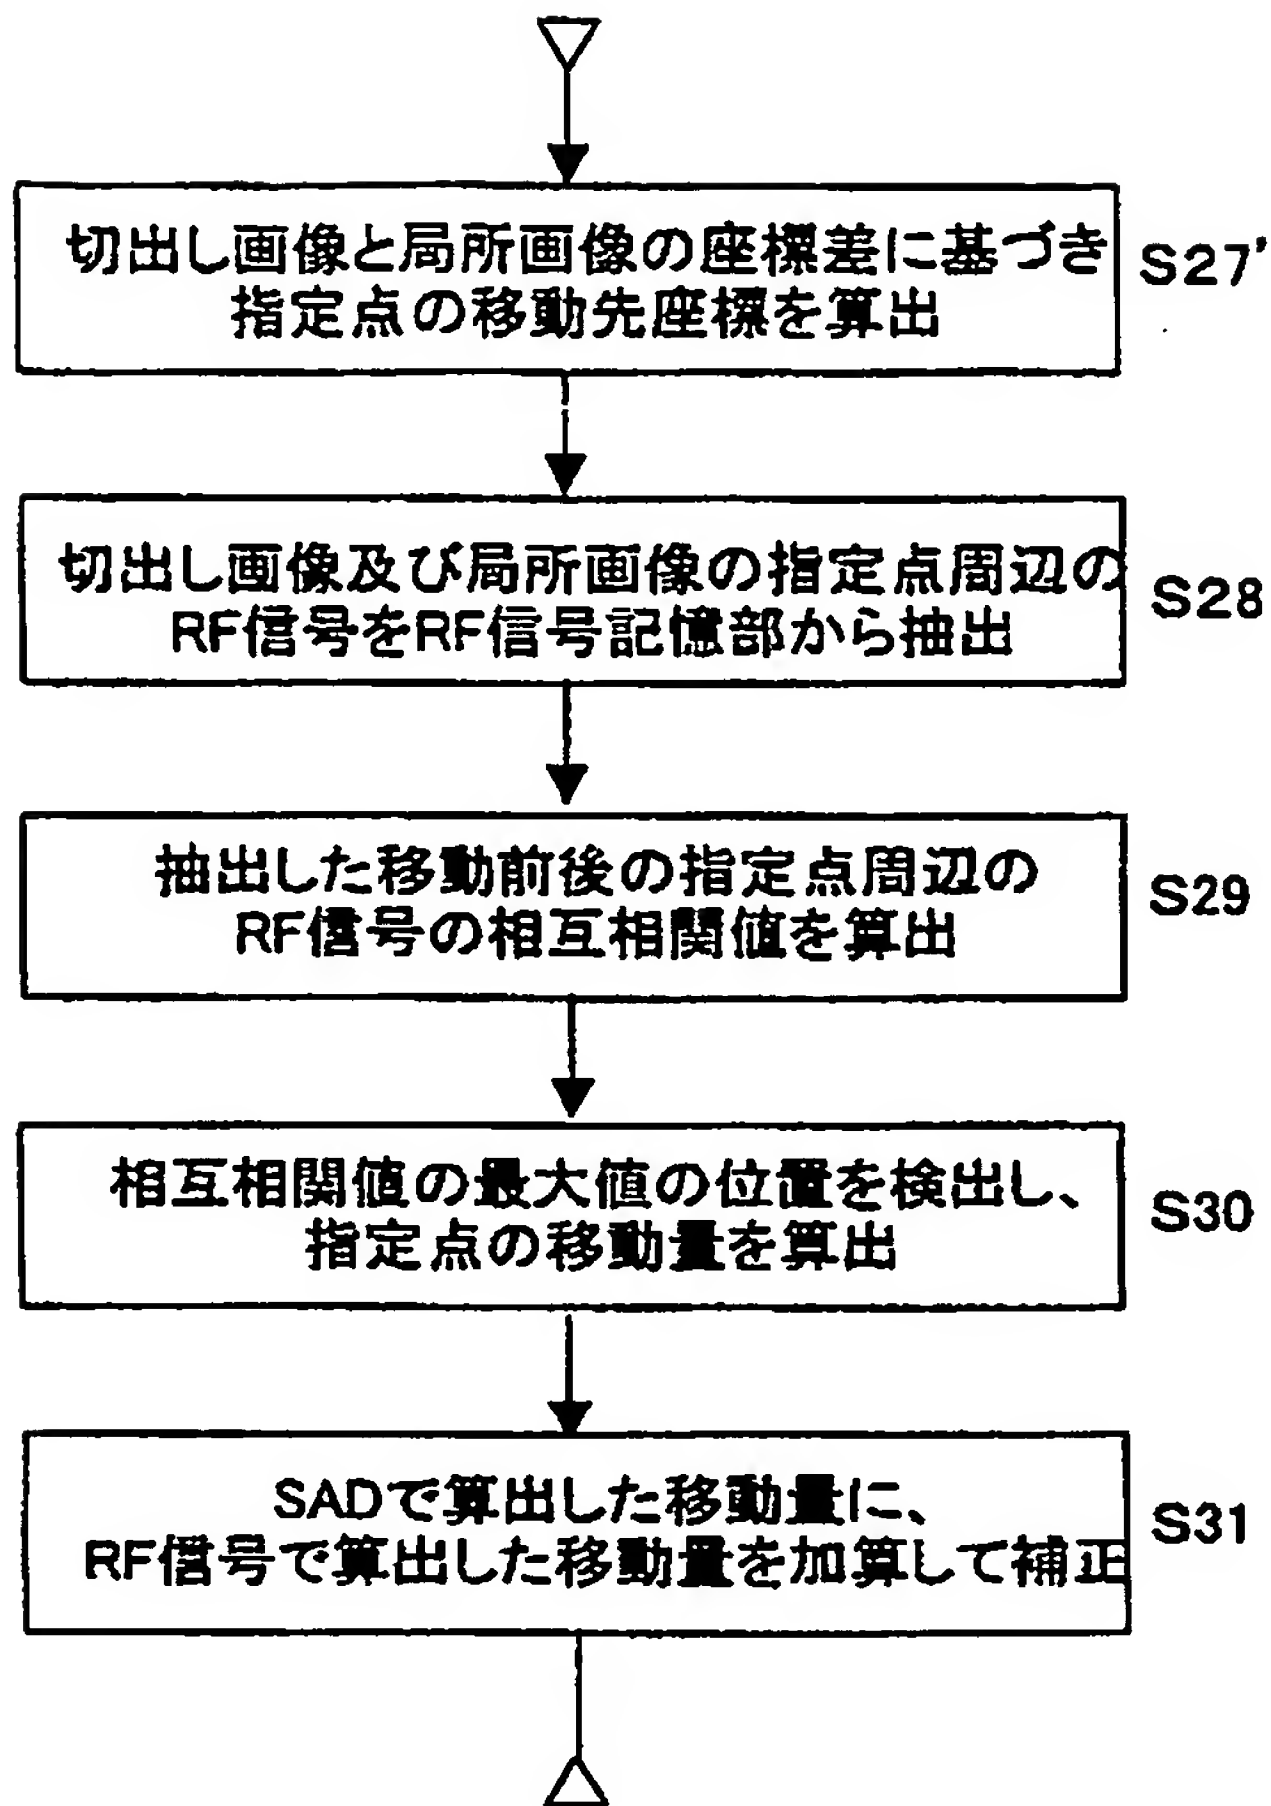 切出し画像と局所画像の座標差に基づき
指定点の移動先座標を算出
S27'
切出し画像及び局所画像の指定点周辺の
RF信号をRF信号記憶部から抽出
S28
抽出した移動前後の指定点周辺の
RF信号の相互相関値を算出
S29
相互相関値の最大値の位置を検出し、
指定点の移動量を算出
S30
SADで算出した移動量に、
RF信号で算出した移動量を加算して補正
S31